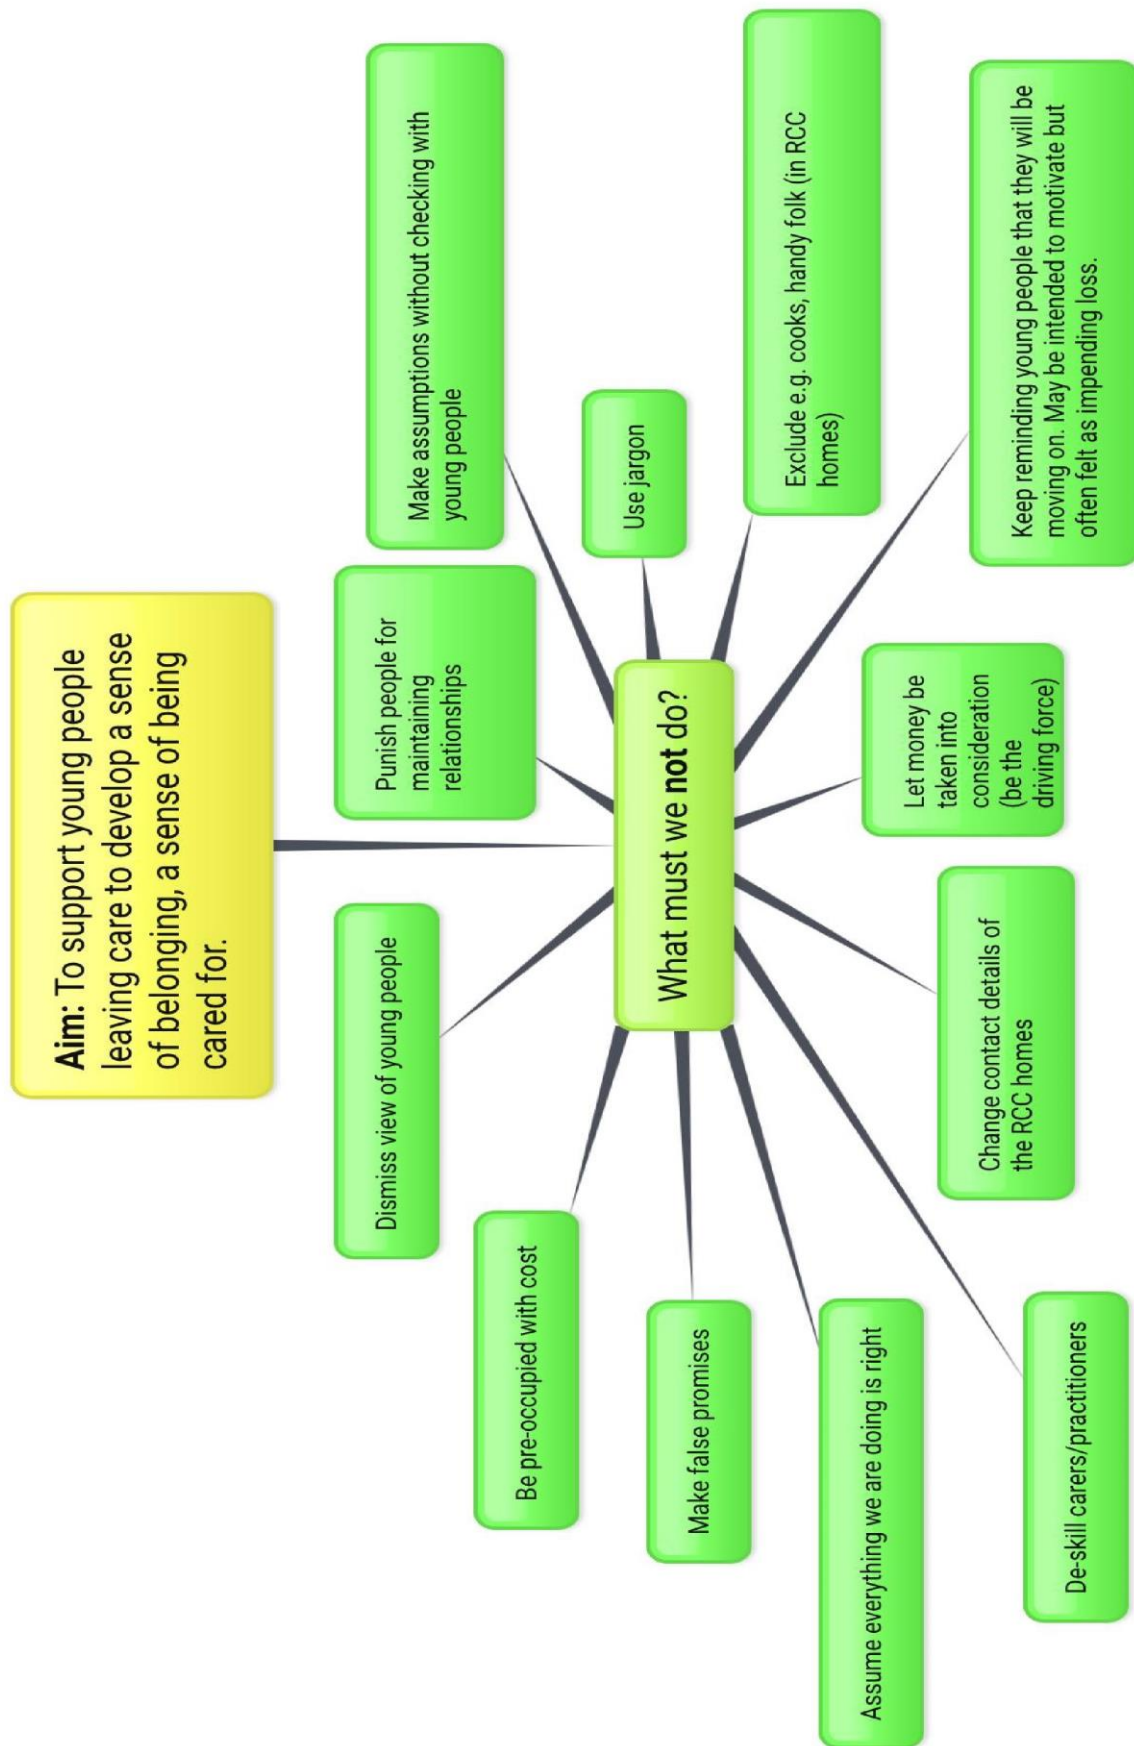 Aim: To support young people
leaving care to develop a sense
of belonging, a sense of being
cared for.
Dismiss view of young people
Punish people for
maintaining
relationships
Make assumptions without checking with
young people
Be pre-occupied with cost
Use jargon
Make false promises
What must we not do?
Exclude e.g. cooks, handy folk (in RCC
homes)
Assume everything we are doing is right
Let money be
taken into
consideration
(be the
driving force)
Change contact details of
the RCC homes
Keep reminding young people that they will be
moving on. May be intended to motivate but
often felt as impending loss.
De-skill carers/practitioners